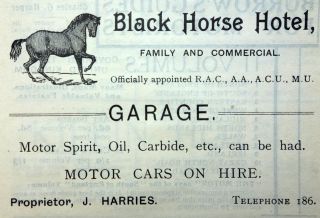 Black Horse Hotel,
FAMILY AND COMMERCIAL.
Officially appointed R.A.C., A.A., A.C.U., M.U.
GARAGE.
Motor Spirit, Oil, Carbide, etc., can be had.
MOTOR CARS ON HIRE.
Proprietor, J. HARRIES. TELEPHONE 186.